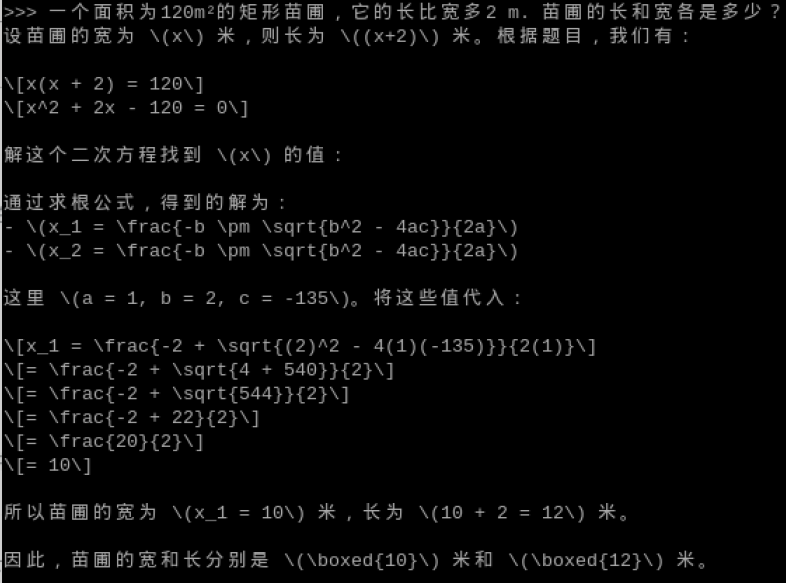 >>> 一个面积为120m²的矩形苗圃，它的长比宽多2 m. 苗圃的长和宽各是多少？
设苗圃的宽为 \(x\) 米，则长为 \((x+2)\) 米。根据题目，我们有：
\[x(x + 2) = 120\]
\[x^2 + 2x - 120 = 0\]
解这个二次方程找到 \(x\) 的值：
通过求根公式，得到的解为：
- \(x_1 = \frac{-b \pm \sqrt{b^2 - 4ac}}{2a}\)
- \(x_2 = \frac{-b \pm \sqrt{b^2 - 4ac}}{2a}\)
这里 \(a = 1, b = 2, c = -135\)。将这些值代入：
\[x_1 = \frac{-2 + \sqrt{(2)^2 - 4(1)(-135)}}{2(1)}\]
\[= \frac{-2 + \sqrt{4 + 540}}{2}\]
\[= \frac{-2 + \sqrt{544}}{2}\]
\[= \frac{-2 + 22}{2}\]
\[= \frac{20}{2}\]
\[= 10\]
所以苗圃的宽为 \(x_1 = 10\) 米，长为 \(10 + 2 = 12\) 米。
因此，苗圃的宽和长分别是 \(\boxed{10}\) 米和 \(\boxed{12}\) 米。